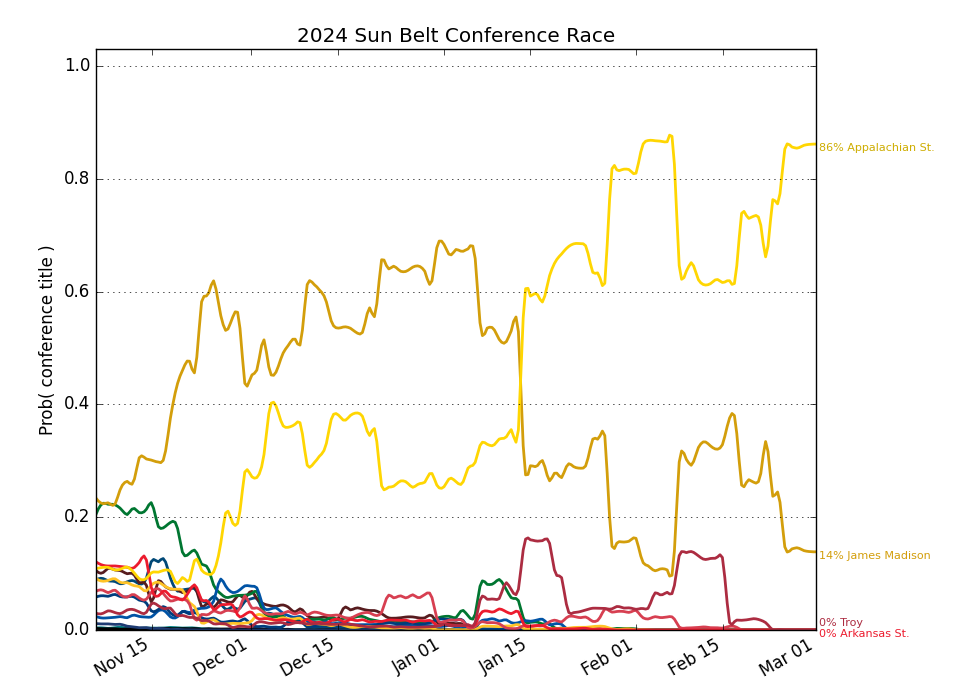 2024 Sun Belt Conference Race
Prob( conference title )
1.0
0.8
0.6
0.4
0.2
0.0
86% Appalachian St.
14% James Madison
0% Troy
0% Arkansas St.
Nov 15
Dec 01
Dec 15
Jan 01
Jan 15
Feb 01
Feb 15
Mar 01